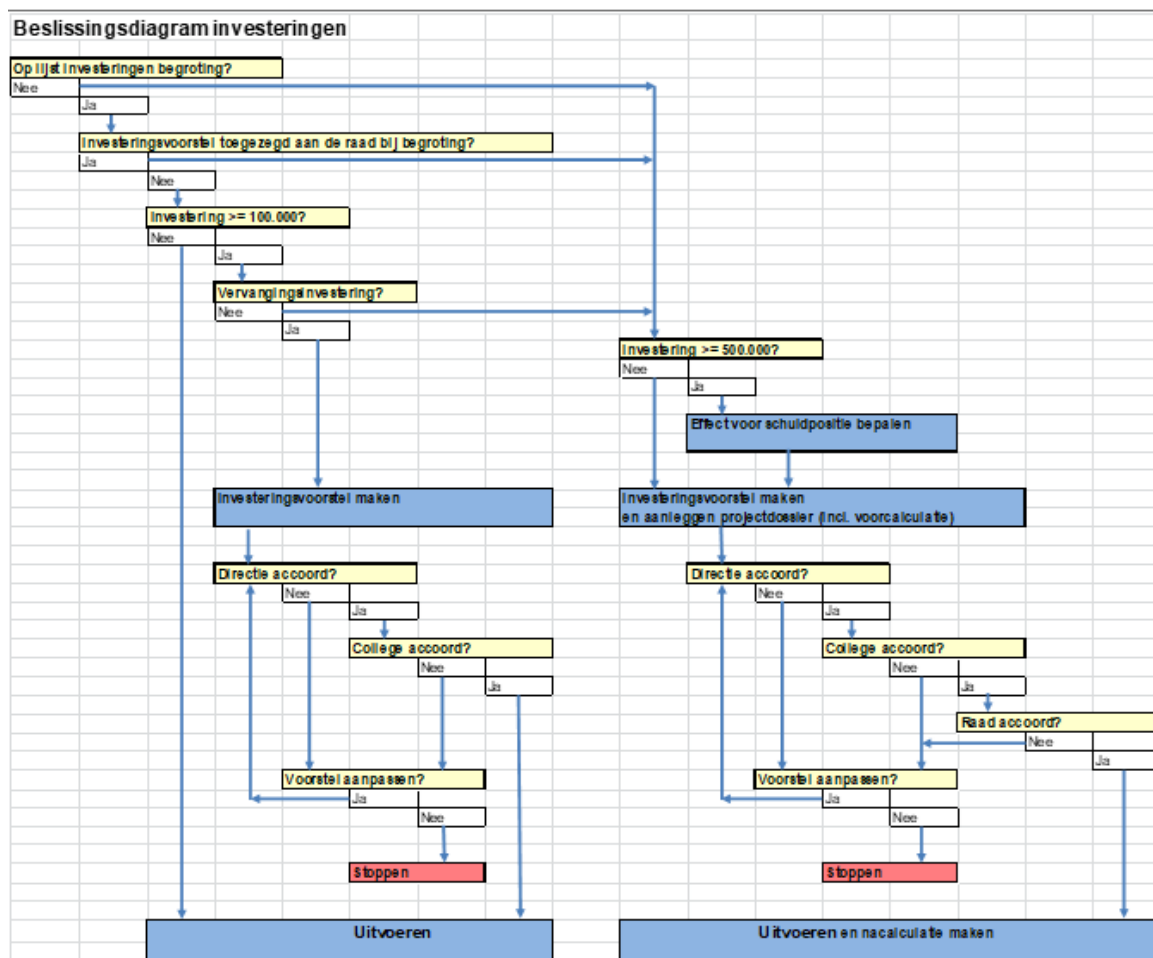 Beslissingsdiagram investeringen
Op lijst investeringen begroting?
Nee
Ja
Investeringsvoorstel toegezegd aan de raad bij begroting?
Ja
Nee
Investering >= 100.000?
Nee
Ja
Vervangingsinvestering?
Nee
Ja
Investering >= 500.000?
Nee
Ja
Effect voor schuldpositie bepalen
Investeringsvoorstel maken
Investeringsvoorstel maken
en aanleggen projectdossier (incl. voorcalculatie)
Directie accoord?
Directie accoord?
Nee
Nee
Ja
Ja
College accoord?
College accoord?
Nee
Nee
Ja
Ja
Raad accoord?
Nee
Ja
Voorstel aanpassen?
Voorstel aanpassen?
Ja
Ja
Nee
Nee
Stoppen
Stoppen
Uitvoeren
Uitvoeren en nacalculatie maken